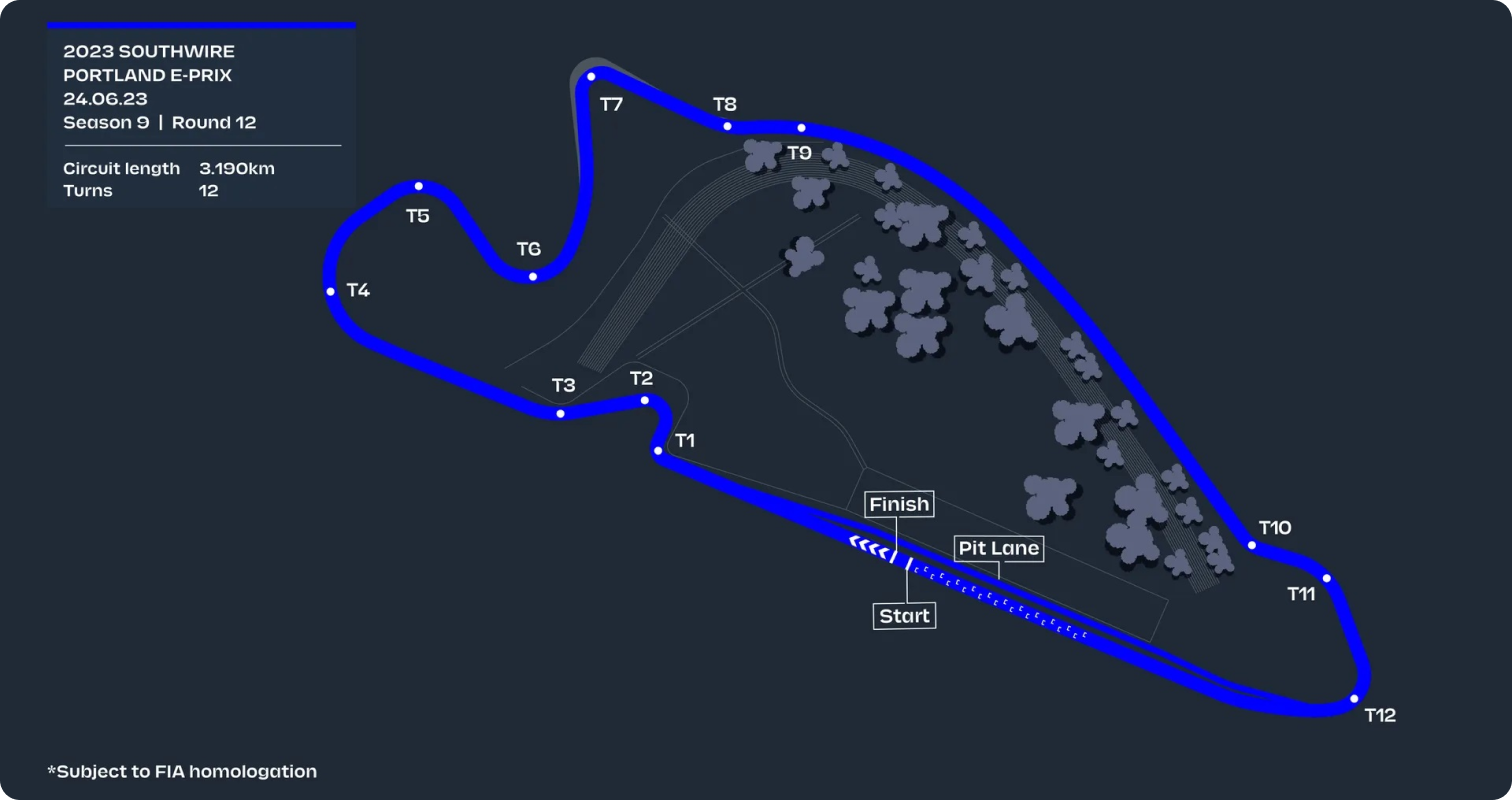 2023 SOUTHWIRE
PORTLAND E-PRIX
24.06.23
Season 9 | Round 12
Circuit length 3.190km
Turns 12
T7
T8
T9
T5
T6
T4
T3
T2
T1
Finish
Pit Lane
Start
T10
T11
T12
*Subject to FIA homologation